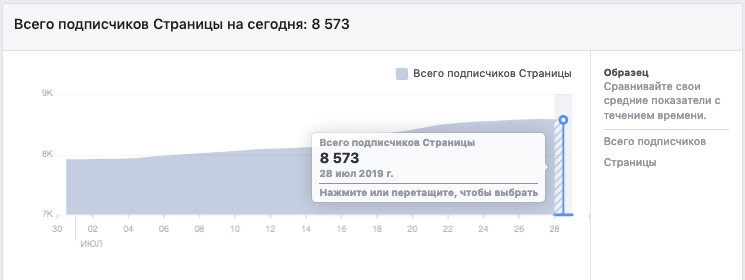 Всего подписчиков Страницы на сегодня: 8 573
Всего подписчиков Страницы
Образец
Сравнивайте свои
средние показатели с
течением времени.
Всего подписчиков
Страницы
9K
8K
7K
Всего подписчиков Страницы
8 573
28 июл 2019 г.
Нажмите или перетащите, чтобы выбрать
30 02 04 06 08 10 12 14 16 18 20 22 24 26 28
ИЮЛ